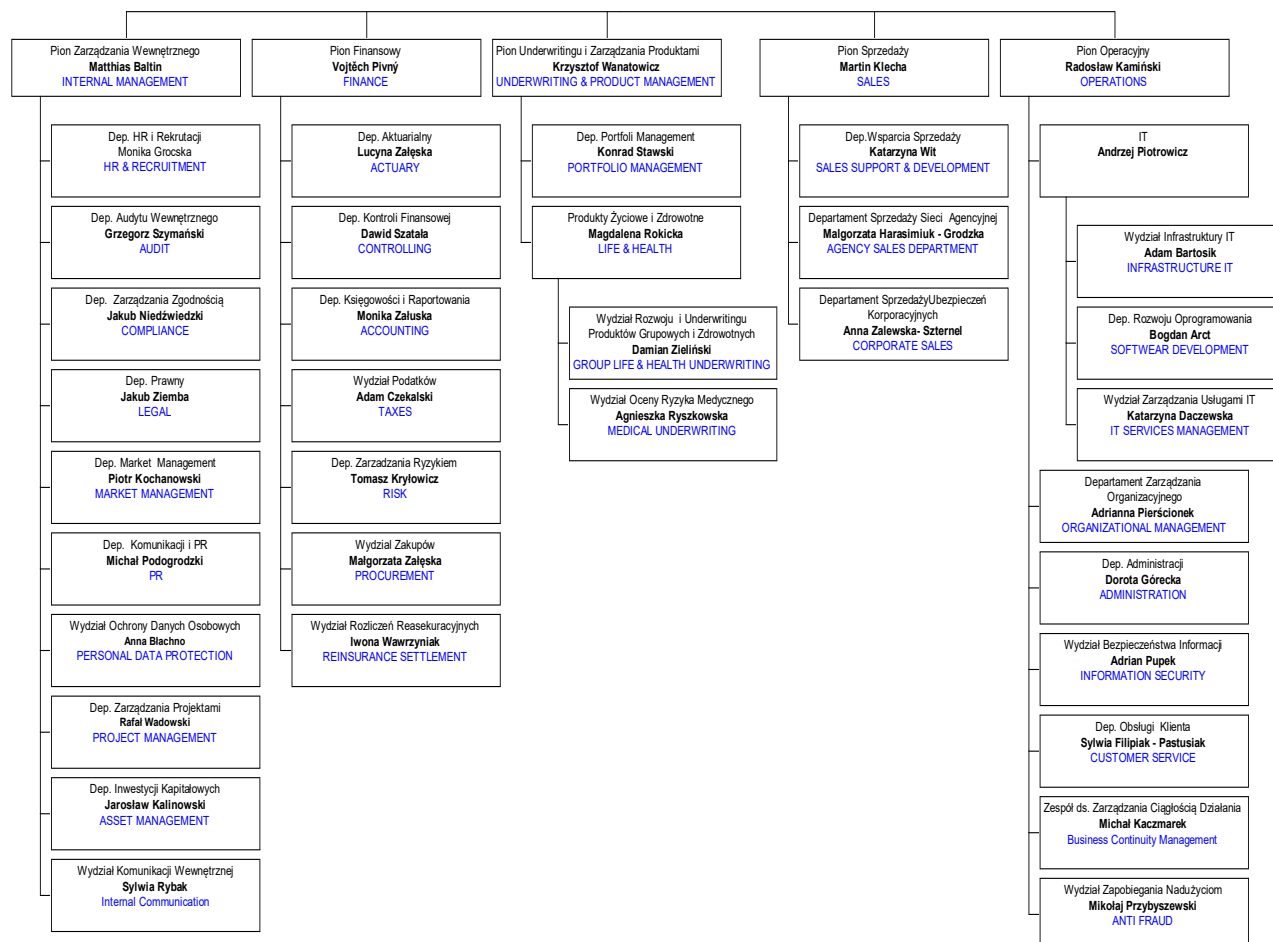 Pion Zarządzania Wewnętrznego
Matthias Baltin
INTERNAL MANAGEMENT
Dep. HR i Rekrutacji
Monika Grocska
HR & RECRUITMENT
Dep. Audytu Wewnętrznego
Grzegorz Szymański
AUDIT
Dep. Zarządzania Zgodnością
Jakub Niedźwiedzki
COMPLIANCE
Dep. Prawny
Jakub Ziemba
LEGAL
Dep. Market Management
Piotr Kochanowski
MARKET MANAGEMENT
Dep. Komunikacji i PR
Michał Podogrodzki
PR
Wydział Ochrony Danych Osobowych
Anna Błachno
PERSONAL DATA PROTECTION
Dep. Zarządzania Projektami
Rafał Wadowski
PROJECT MANAGEMENT
Dep. Inwestycji Kapitałowych
Jarosław Kalinowski
ASSET MANAGEMENT
Wydział Komunikacji Wewnętrznej
Sylwia Rybak
Internal Communication
Pion Finansowy
Vojtěch Pivný
FINANCE
Dep. Aktuarialny
Lucyna Załęska
ACTUARY
Dep. Kontroli Finansowej
Dawid Szatała
CONTROLLING
Dep. Księgowości i Raportowania
Monika Załuska
ACCOUNTING
Wydział Podatków
Adam Czekalski
TAXES
Dep. Zarzadzania Ryzykiem
Tomasz Kryłowicz
RISK
Wydzial Zakupów
Małgorzata Załęska
PROCUREMENT
Wydział Rozliczeń Reasekuracyjnych
Iwona Wawrzyniak
REINSURANCE SETTLEMENT
Pion Underwritingu i Zarządzania Produktami
Krzysztof Wanatowicz
UNDERWRITING & PRODUCT MANAGEMENT
Dep. Portfoli Management
Konrad Stawski
PORTFOLIO MANAGEMENT
Produkty Życiowe i Zdrowotne
Magdalena Rokicka
LIFE & HEALTH
Wydział Rozwoju i Underwritingu
Produktów Grupowych i Zdrowotnych
Damian Zieliński
GROUP LIFE & HEALTH UNDERWRITING
Wydział Oceny Ryzyka Medycznego
Agnieszka Ryszkowska
MEDICAL UNDERWRITING
Pion Sprzedaży
Martin Klecha
SALES
Dep.Wsparcia Sprzedaży
Katarzyna Wit
SALES SUPPORT & DEVELOPMENT
Departament Sprzedaży Sieci Agencyjnej
Malgorzata Harasimiuk - Grodzka
AGENCY SALES DEPARTMENT
Departament SprzedażyUbezpieczeń
Korporacyjnych
Anna Zalewska- Szternel
CORPORATE SALES
Pion Operacyjny
Radosław Kamiński
OPERATIONS
IT
Andrzej Piotrowicz
Wydział Infrastruktury IT
Adam Bartosik
INFRASTRUCTURE IT
Dep. Rozwoju Oprogramowania
Bogdan Arct
SOFTWEAR DEVELOPMENT
Wydział Zarządzania Usługami IT
Katarzyna Daczewska
IT SERVICES MANAGEMENT
Departament Zarządzania
Organizacyjnego
Adrianna Pierścionek
ORGANIZATIONAL MANAGEMENT
Dep. Administracji
Dorota Górecka
ADMINISTRATION
Wydział Bezpieczeństwa Informacji
Adrian Pupek
INFORMATION SECURITY
Dep. Obsługi Klienta
Sylwia Filipiak - Pastusiak
CUSTOMER SERVICE
Zespół ds. Zarządzania Ciągłością Działania
Michał Kaczmarek
Business Continuity Management
Wydział Zapobiegania Nadużyciom
Mikołaj Przybyszewski
ANTI FRAUD